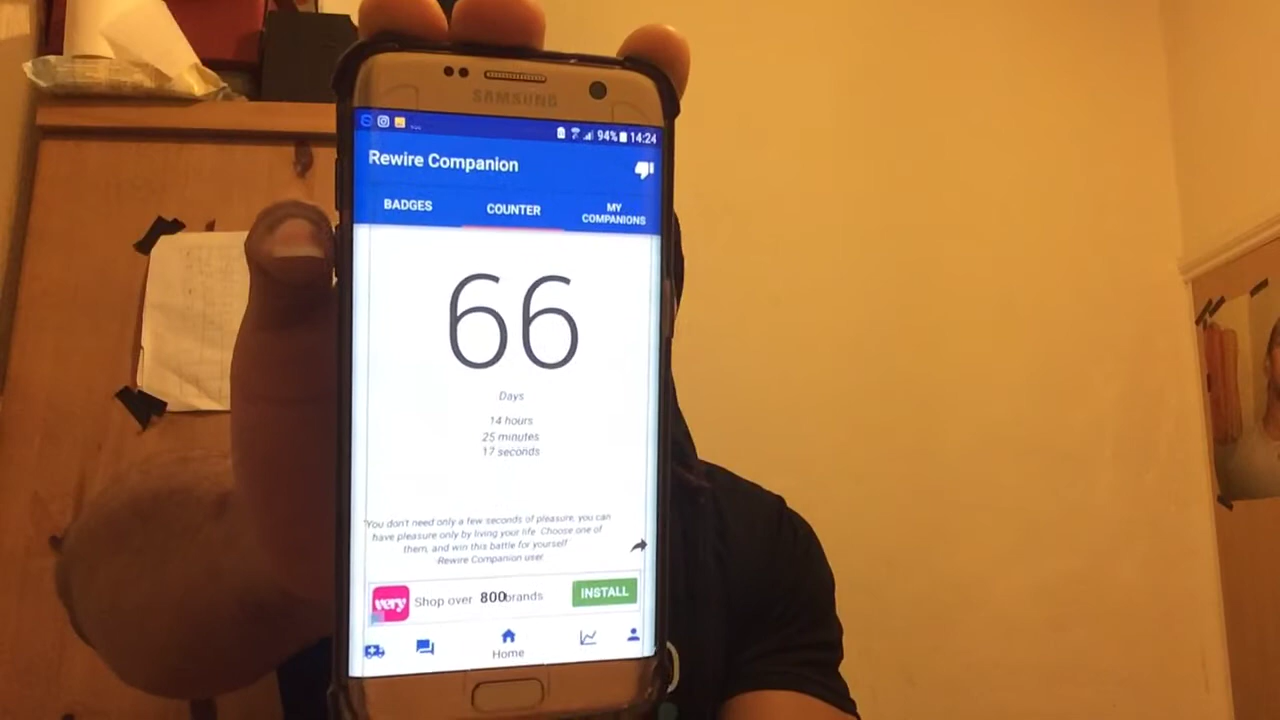 SAMSUNG
94% 14:24
Rewire Companion
BADGES
COUNTER
MY
COMPANIONS
66
Days
14 hours
25 minutes
17 seconds
"You don't need only a few seconds of pleasure, you can
have pleasure only by living your life. Choose one of
them, and win this battle for yourself
Rewire Companion user
very
Shop over 800brands
INSTALL
Home